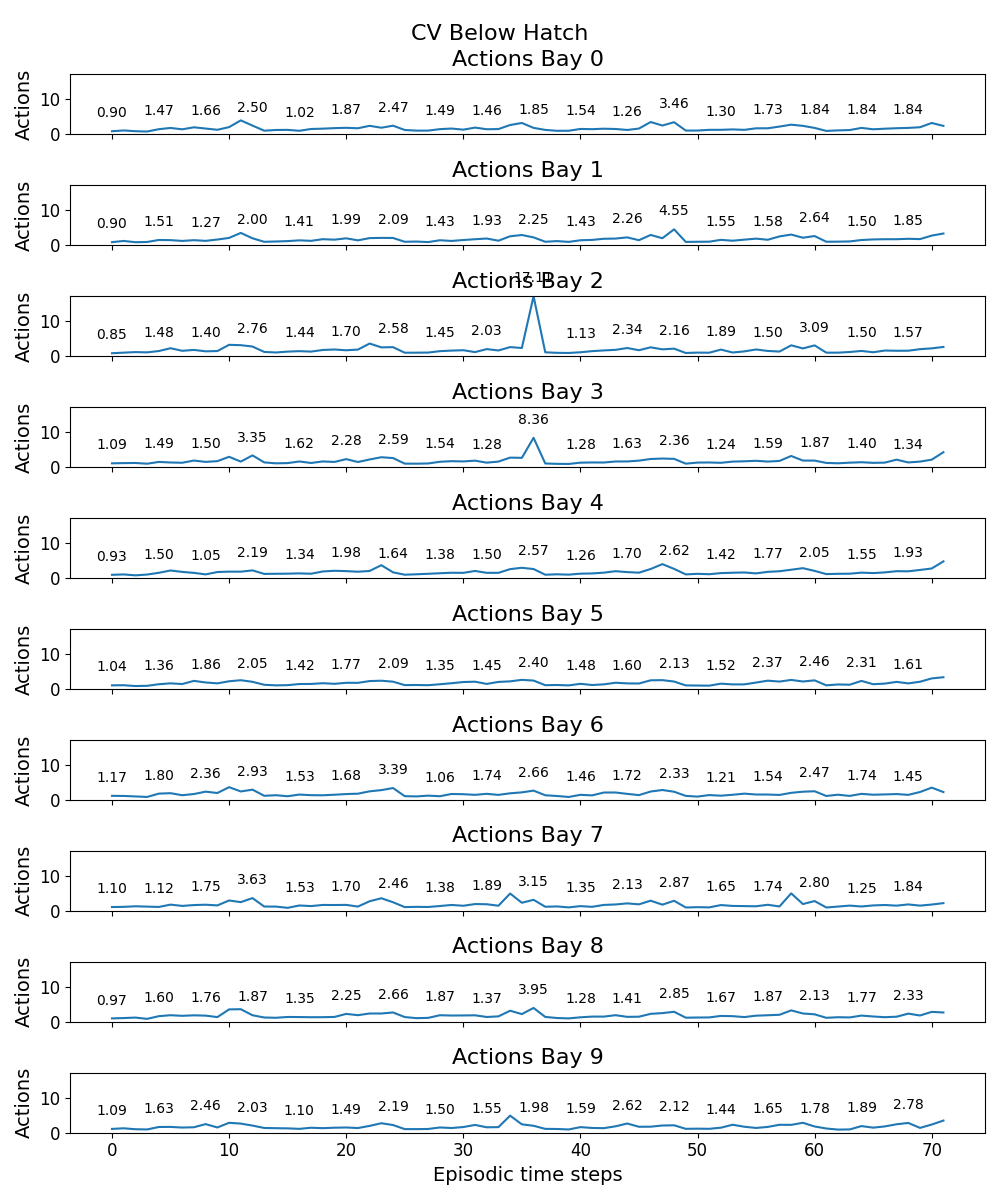 CV Below Hatch
Actions Bay 0
Actions
10
0
0.90 1.47 1.66 2.50 1.02 1.87 2.47 1.49 1.46 1.85 1.54 1.26 3.46 1.30 1.73 1.84 1.84 1.84
Actions Bay 1
Actions
10
0
0.90 1.51 1.27 2.00 1.41 1.99 2.09 1.43 1.93 2.25 1.43 2.26 4.55 1.55 1.58 2.64 1.50 1.85
Actions Bay 2
Actions
10
0
0.85 1.48 1.40 2.76 1.44 1.70 2.58 1.45 2.03 1.13 2.34 2.16 1.89 1.50 3.09 1.50 1.57
Actions Bay 3
Actions
10
0
1.09 1.49 1.50 3.35 1.62 2.28 2.59 1.54 1.28 8.36 1.28 1.63 2.36 1.24 1.59 1.87 1.40 1.34
Actions Bay 4
Actions
10
0
0.93 1.50 1.05 2.19 1.34 1.98 1.64 1.38 1.50 2.57 1.26 1.70 2.62 1.42 1.77 2.05 1.55 1.93
Actions Bay 5
Actions
10
0
1.04 1.36 1.86 2.05 1.42 1.77 2.09 1.35 1.45 2.40 1.48 1.60 2.13 1.52 2.37 2.46 2.31 1.61
Actions Bay 6
Actions
10
0
1.17 1.80 2.36 2.93 1.53 1.68 3.39 1.06 1.74 2.66 1.46 1.72 2.33 1.21 1.54 2.47 1.74 1.45
Actions Bay 7
Actions
10
0
1.10 1.12 1.75 3.63 1.53 1.70 2.46 1.38 1.89 3.15 1.35 2.13 2.87 1.65 1.74 2.80 1.25 1.84
Actions Bay 8
Actions
10
0
0.97 1.60 1.76 1.87 1.35 2.25 2.66 1.87 1.37 3.95 1.28 1.41 2.85 1.67 1.87 2.13 1.77 2.33
Actions Bay 9
Actions
10
0
1.09 1.63 2.46 2.03 1.10 1.49 2.19 1.50 1.55 1.98 1.59 2.62 2.12 1.44 1.65 1.78 1.89 2.78
0 10 20 30 40 50 60 70
Episodic time steps